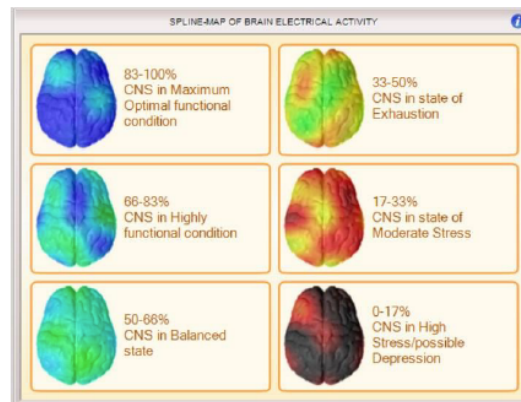 SPLINE-MAP OF BRAIN ELECTRICAL ACTIVITY
i
83-100%
CNS in Maximum
Optimal functional
condition
33-50%
CNS in state of
Exhaustion
66-83%
CNS in Highly
functional condition
17-33%
CNS in state of
Moderate Stress
50-66%
CNS in Balanced
state
0-17%
CNS in High
Stress/possible
Depression